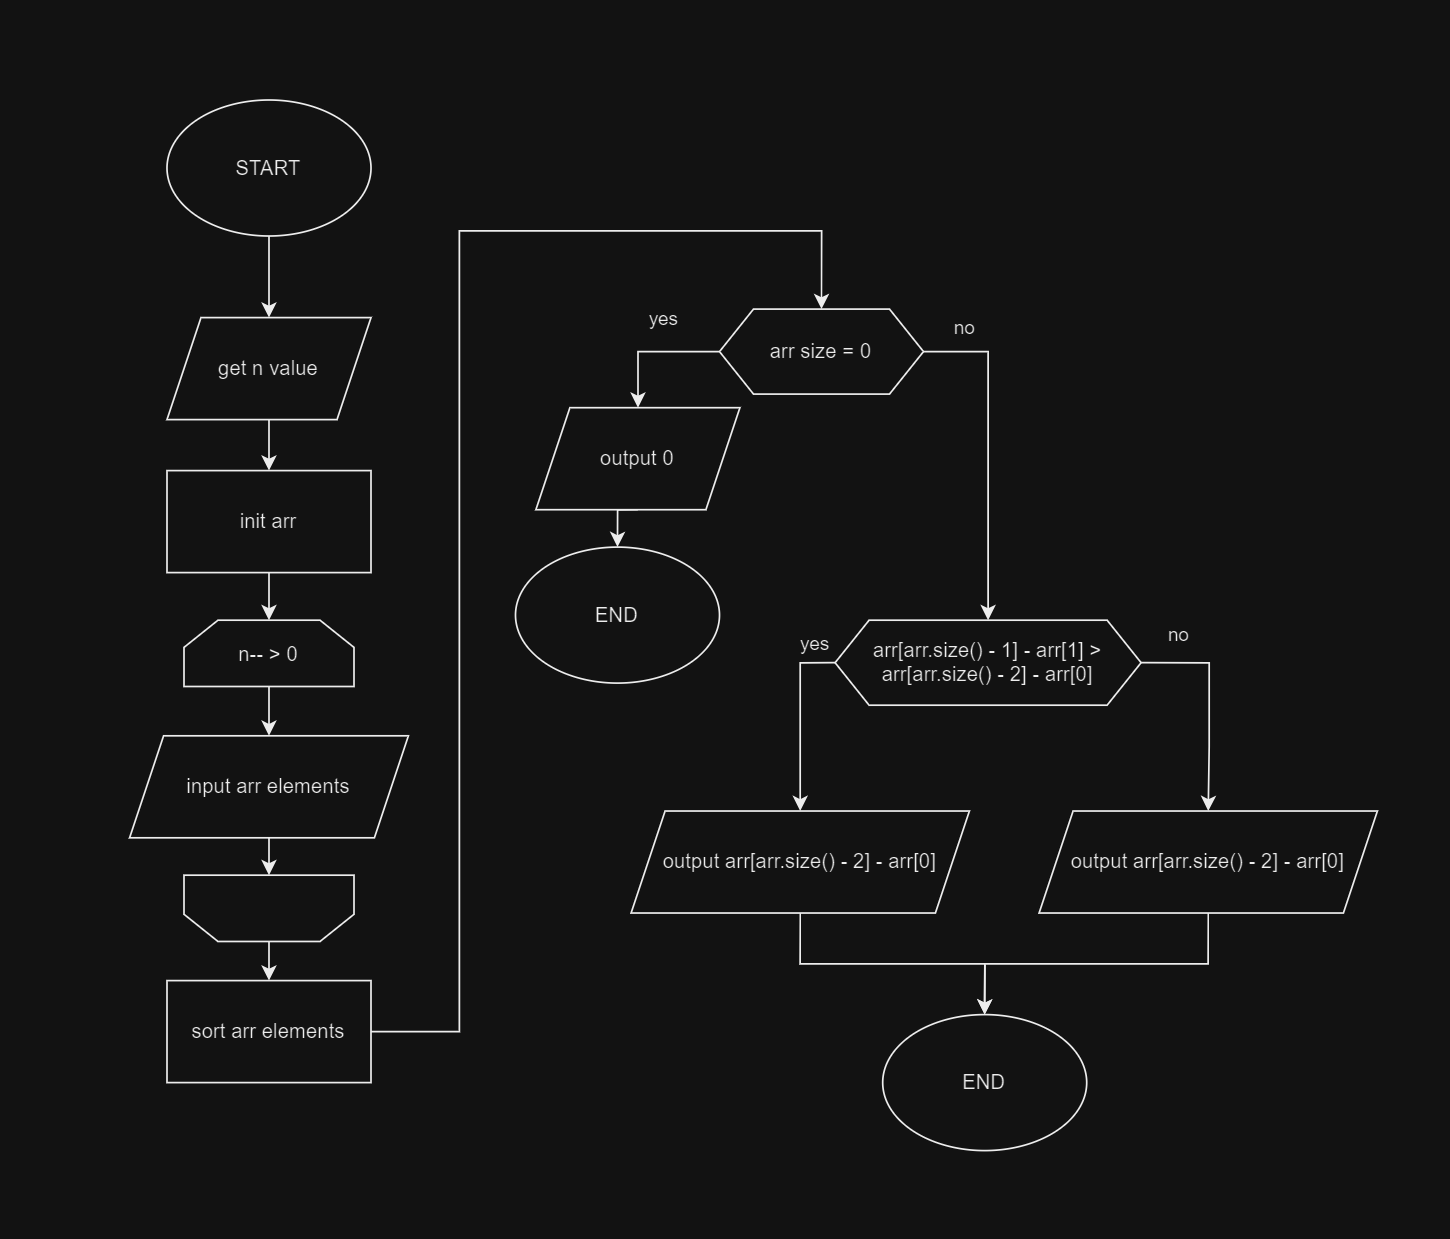 START
get n value
init arr
n-- > 0
input arr elements
sort arr elements
arr size = 0
yes
no
output 0
END
arr[arr.size() - 1] - arr[1] >
arr[arr.size() - 2] - arr[0]
yes
no
output arr[arr.size() - 2] - arr[0]
output arr[arr.size() - 2] - arr[0]
END